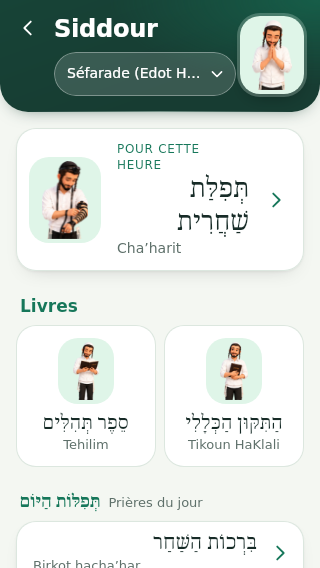 Siddour
Séfarade (Edot H...
POUR CETTE
HEURE
תְּפִלַּת
שַׁחֲרִית
Cha’harit
Livres
סֵפֶר תְּהִלִּים
Tehilim
הַתִּקּוּן הַכְּלָלִי
Tikoun HaKlali
תְּפִלּוֹת הַיּוֹם Prières du jour
בִּרְכוֹת הַשַּׁחַר
Birkot hacha’har